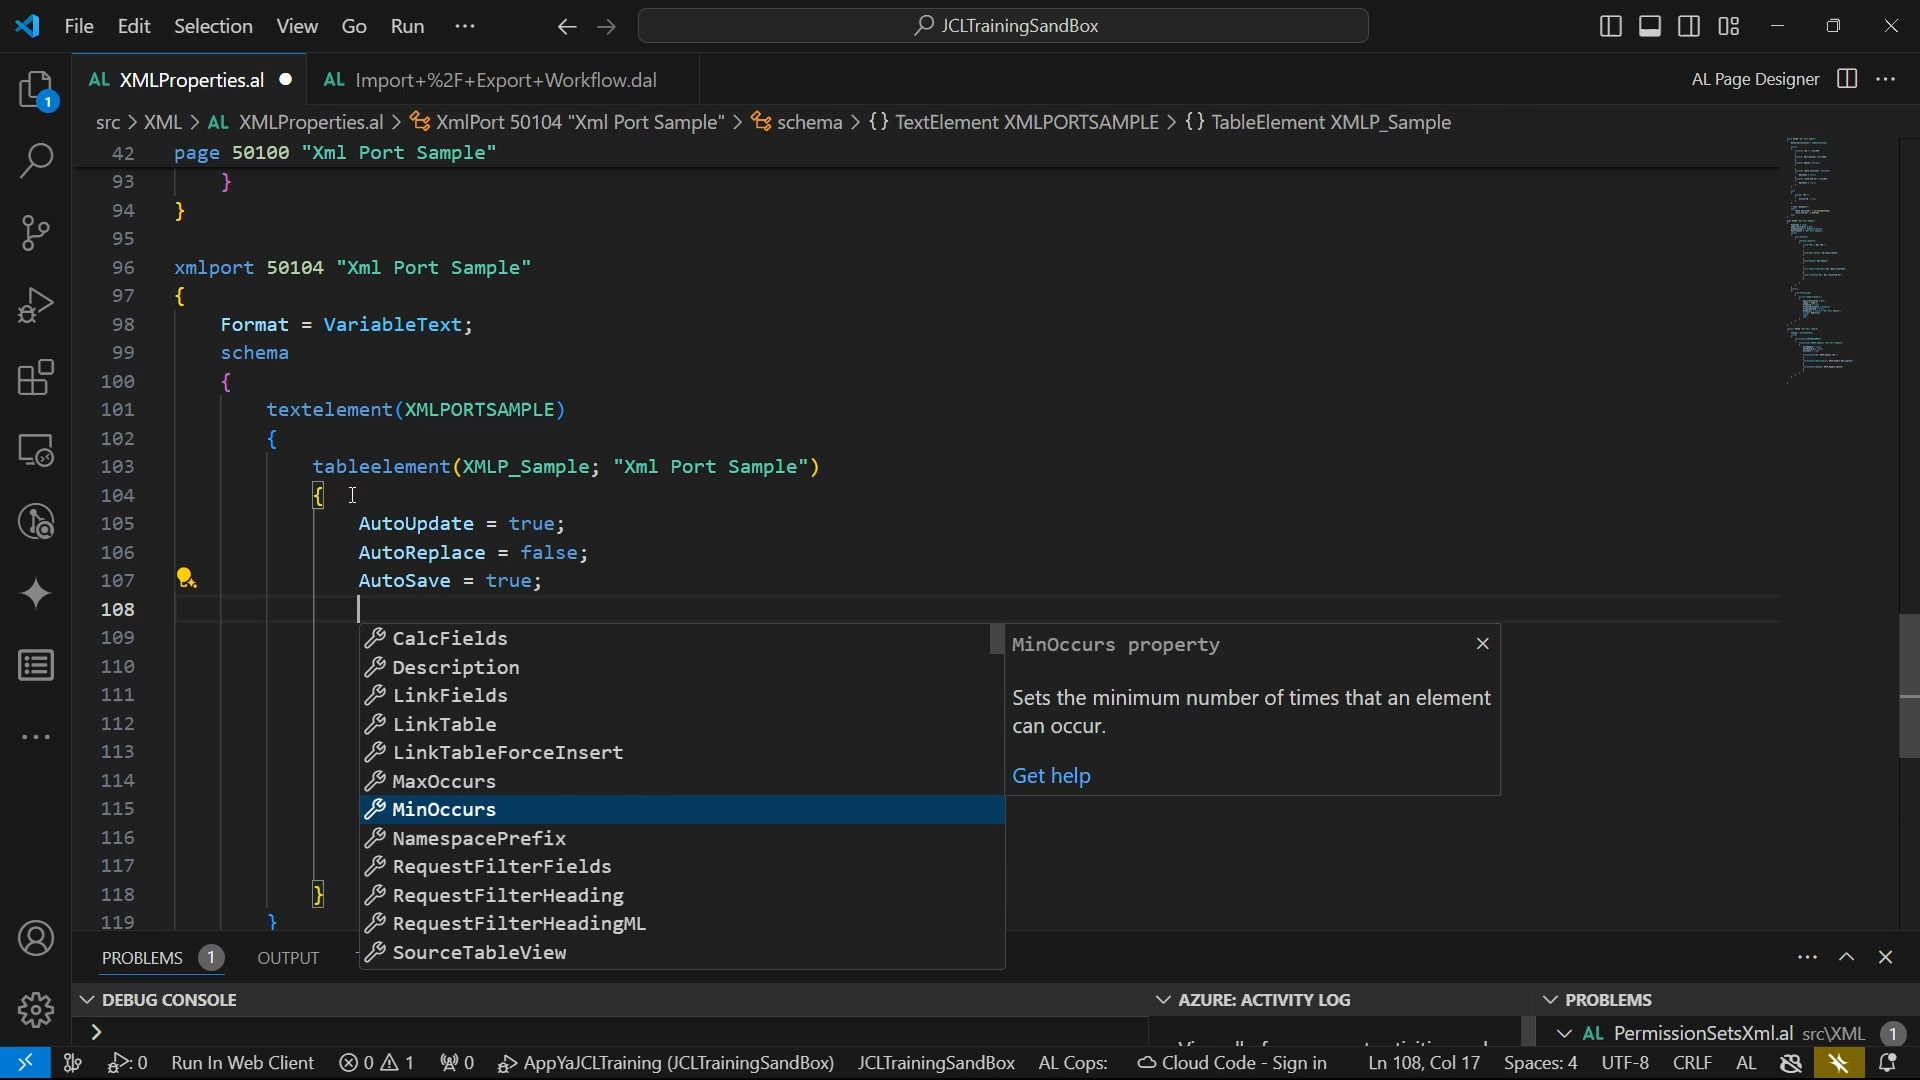 File Edit Selection View Go Run ··· JCLTrainingSandBox
AL XMLProperties.al AL Import+%2F+Export+Workflow.dal AL Page Designer ···
src > XML > AL XMLProperties.al > XmlPort 50104 "Xml Port Sample" > schema > {} TextElement XMLPORTSAMPLE > {} TableElement XMLP_Sample
42 page 50100 "Xml Port Sample"
93 }
94 }
95
96 xmlport 50104 "Xml Port Sample"
97 {
98 Format = VariableText;
99 schema
100 {
101 textelement(XMLPORTSAMPLE)
102 {
103 tableelement(XMLP_Sample; "Xml Port Sample")
104 {
105 AutoUpdate = true;
106 AutoReplace = false;
107 AutoSave = true;
108
109 CalcFields
MinOccurs property
110 Description
111 LinkFields
Sets the minimum number of times that an element
can occur.
112 LinkTable
113 LinkTableForceInsert
Get help
114 MaxOccurs
115 MinOccurs
116 NamespacePrefix
117 RequestFilterFields
118 } RequestFilterHeading
119 } RequestFilterHeadingML
SourceTableView
1
PROBLEMS 1 OUTPUT
DEBUG CONSOLE AZURE: ACTIVITY LOG PROBLEMS
> AL PermissionSetsXml.al src\XML 1
0 Run In Web Client 0 1 0 AppYaJCLTraining (JCLTrainingSandBox) JCLTrainingSandBox AL Cops: Cloud Code - Sign in Ln 108, Col 17 Spaces: 4 UTF-8 CRLF AL